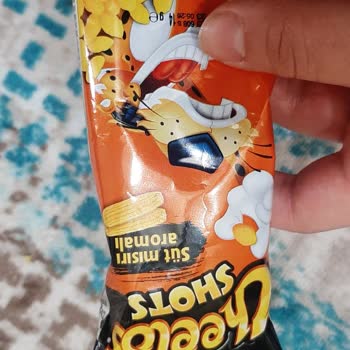 Cheetos
SHOTS
Süt mısırı
aromalı